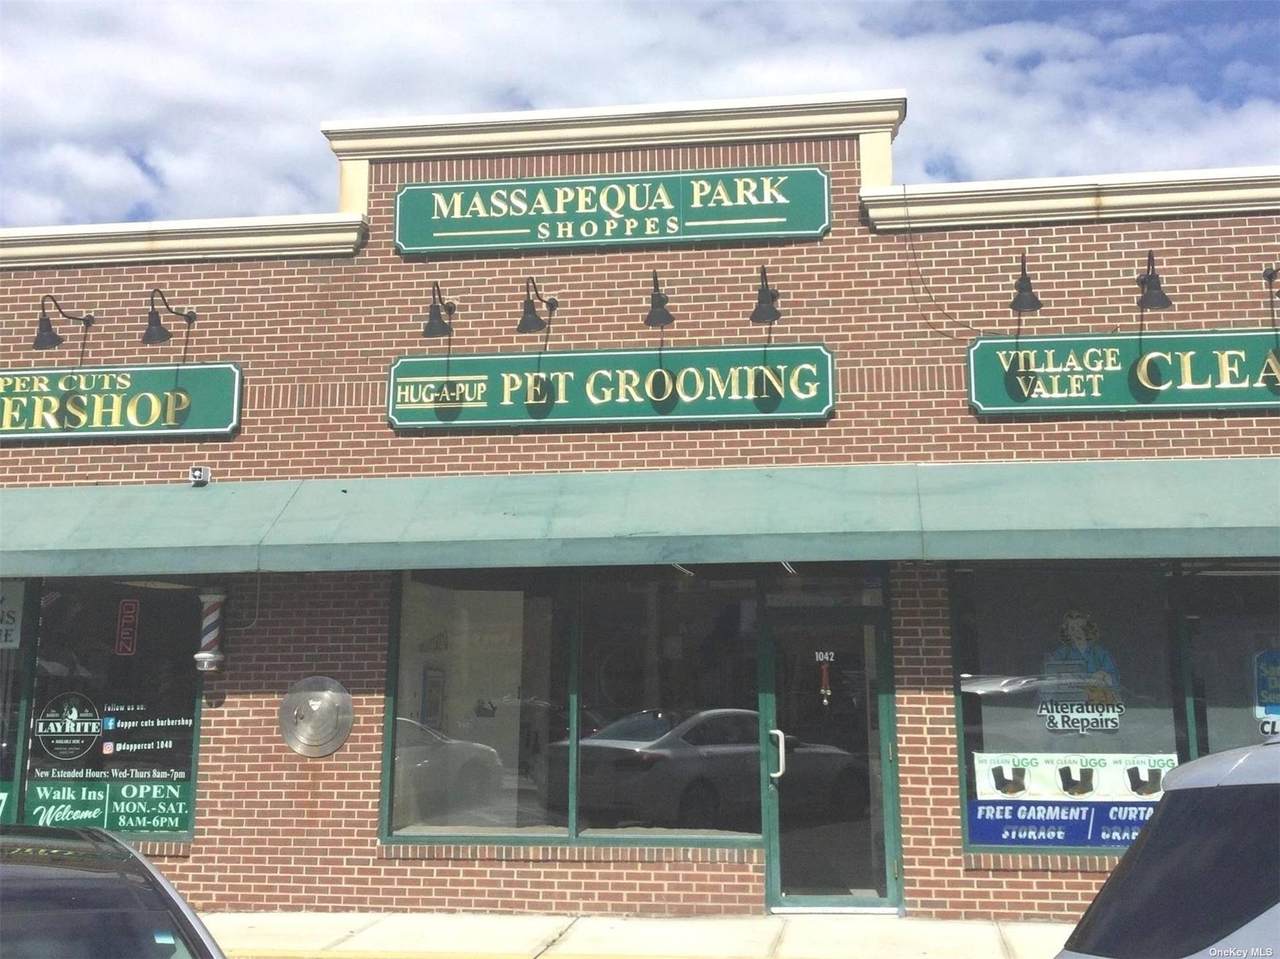 MASSAPEQUA PARK
SHOPPES
PER CUTS
ERSHOP
HUG-A-PUP PET GROOMING
VILLAGE
VALET
CLEA
OPEN
LAYRITE
Follow us on:
dapper cuts barbershop
@dappercut 1040
New Extended Hours: Wed-Thurs 8am-7pm
Walk Ins
Welcome
OPEN
MON.-SAT.
8AM-6PM
1042
Alterations
& Repairs
WE CLEAN UGG WE CLEAN UGG WE CLEAN UGG
FREE GARMENT
STORAGE
CURTA
DRAP
CL
OneKey MLS